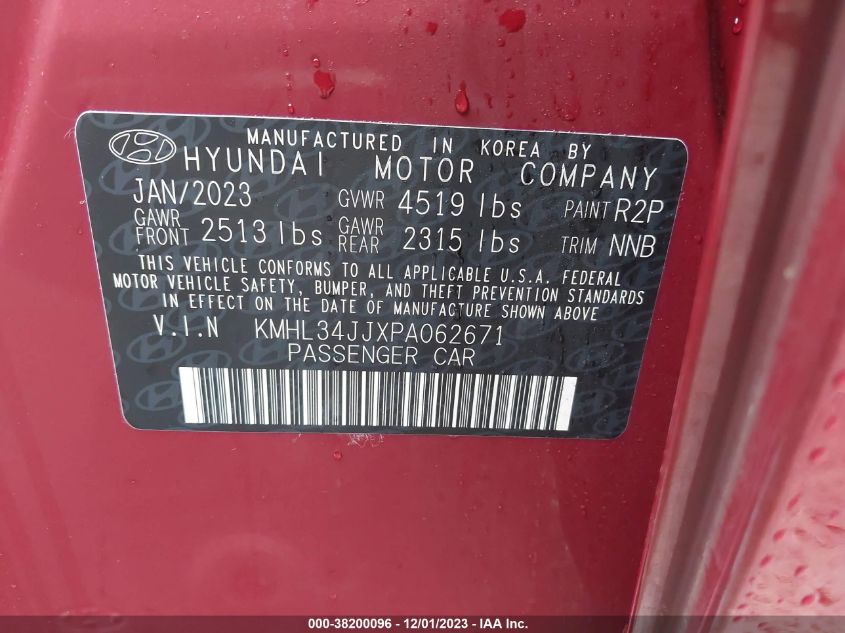 MANUFACTURED IN KOREA BY
HYUNDAI MOTOR COMPANY
JAN/2023 GVWR 4519 lbs PAINT R2P
GAWR FRONT 2513 lbs GAWR REAR 2315 lbs TRIM NNB
THIS VEHICLE CONFORMS TO ALL APPLICABLE U.S.A. FEDERAL
MOTOR VEHICLE SAFETY, BUMPER, AND THEFT PREVENTION STANDARDS
IN EFFECT ON THE DATE OF MANUFACTURE SHOWN ABOVE
V.I.N KMHL34JJXPA062671
PASSENGER CAR
000-38200096 - 12/01/2023 - IAA Inc.